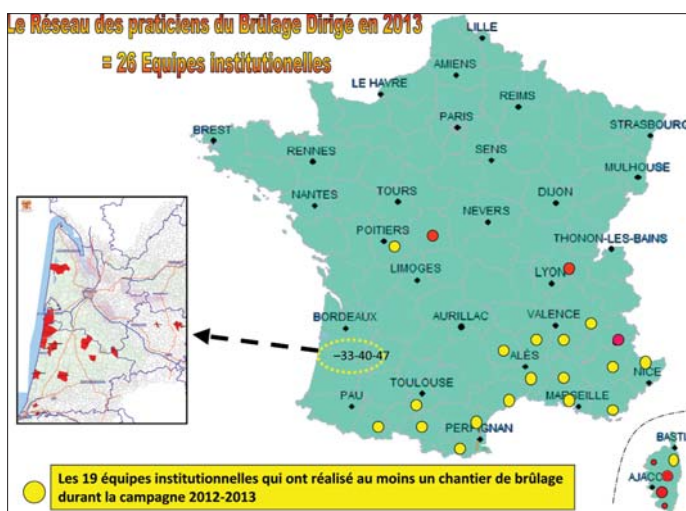 Le Réseau des praticiens du Brûlage Dirigé en 2013
= 26 Equipes institutionelles
LILLE
AMIENS
LE HAVRE
REIMS
PARIS
STRASBOURG
BREST
SENS
RENNES
MULHOUSE
NANTES
TOURS
DIJON
NEVERS
POITIERS
THONON-LES-BAINS
LIMOGES
LYON
BORDEAUX
AURILLAC
VALENCE
–33-40-47
ALÈS
NICE
TOULOUSE
MARSEILLE
PAU
PERPIGNAN
BASTI
AJACC
Les 19 équipes institutionnelles qui ont réalisé au moins un chantier de brûlage
durant la campagne 2012-2013